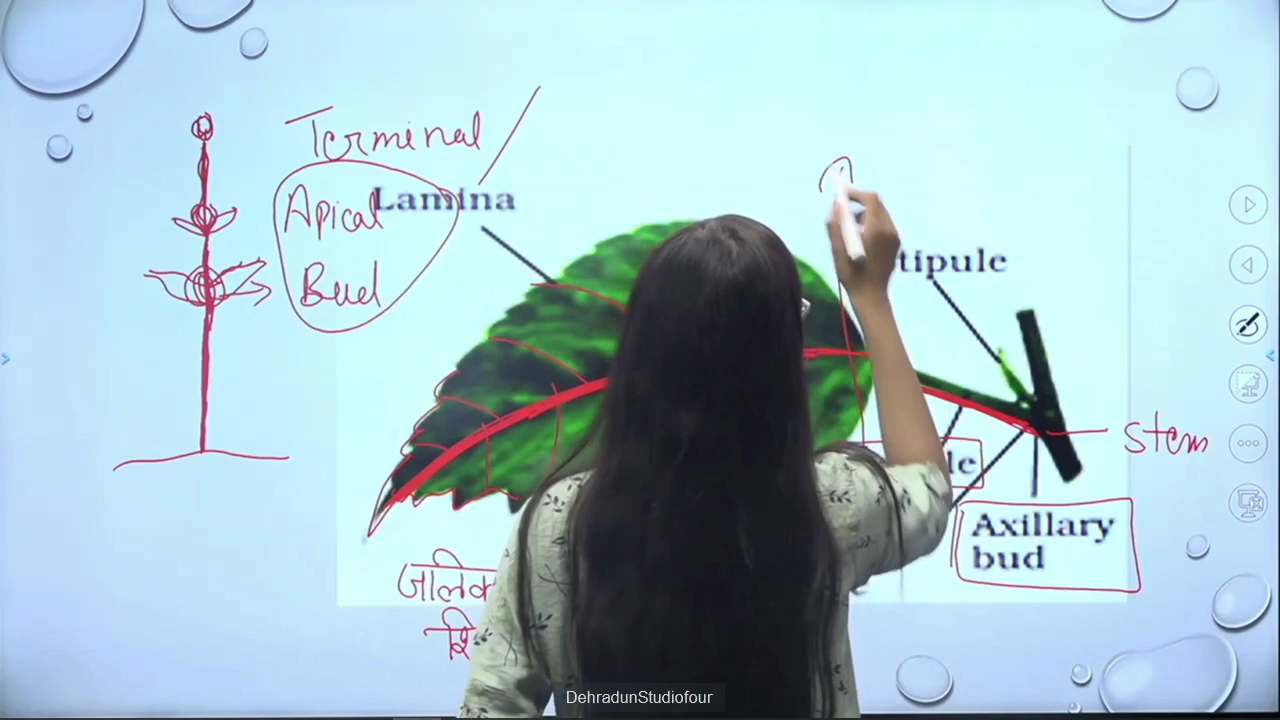 Terminal /
Apical
Bud
Lamina
tipule
le
Stem
Axillary
bud
DehradunStudiofour